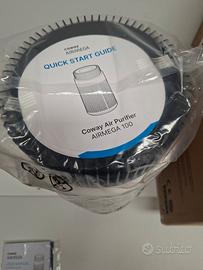 coway
AIRMEGA
QUICK START GUIDE
Coway Air Purifier
AIRMEGA 100
Subito.it